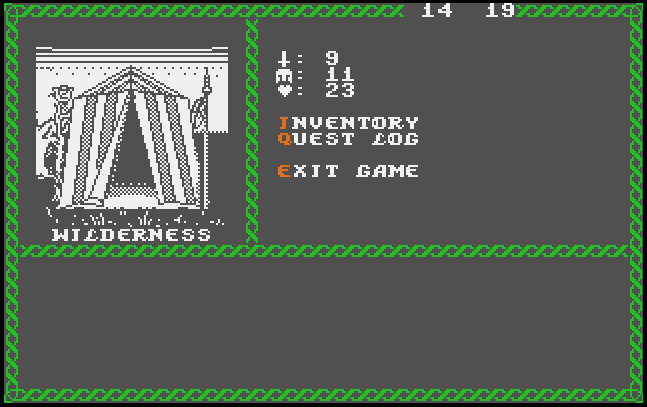 14 19
: 9
: 11
: 23
INVENTORY
QUEST LOG
EXIT GAME
WILDERNESS